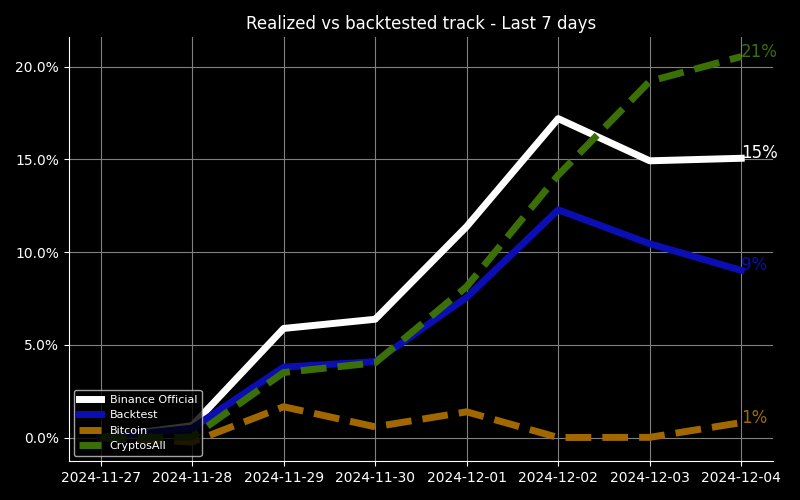 Realized vs backtested track - Last 7 days
20.0%
15.0%
10.0%
5.0%
0.0%
21%
15%
9%
1%
Binance Official
Backtest
Bitcoin
CryptosAll
2024-11-27 2024-11-28 2024-11-29 2024-11-30 2024-12-01 2024-12-02 2024-12-03 2024-12-04